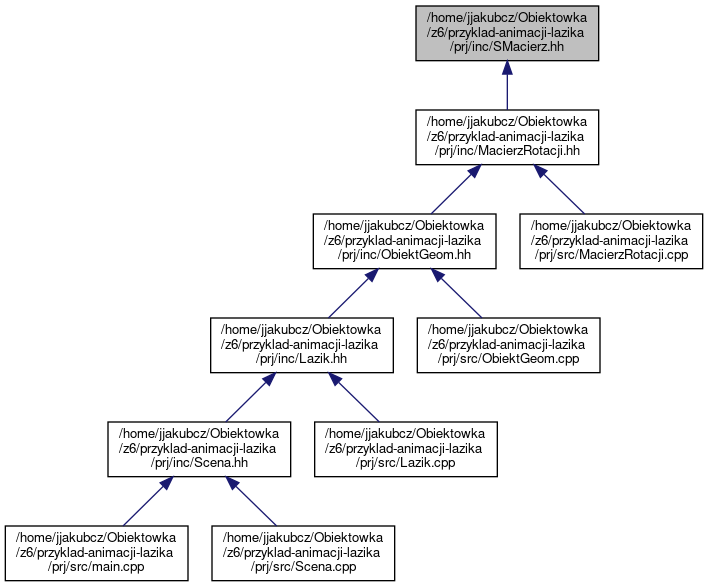 /home/jjakubcz/Obiektowka
/z6/przyklad-animacji-lazika
/prj/inc/SMacierz.hh
/home/jjakubcz/Obiektowka
/z6/przyklad-animacji-lazika
/prj/inc/MacierzRotacji.hh
/home/jjakubcz/Obiektowka
/z6/przyklad-animacji-lazika
/prj/inc/ObiektGeom.hh
/home/jjakubcz/Obiektowka
/z6/przyklad-animacji-lazika
/prj/src/MacierzRotacji.cpp
/home/jjakubcz/Obiektowka
/z6/przyklad-animacji-lazika
/prj/inc/Lazik.hh
/home/jjakubcz/Obiektowka
/z6/przyklad-animacji-lazika
/prj/src/ObiektGeom.cpp
/home/jjakubcz/Obiektowka
/z6/przyklad-animacji-lazika
/prj/inc/Scena.hh
/home/jjakubcz/Obiektowka
/z6/przyklad-animacji-lazika
/prj/src/Lazik.cpp
/home/jjakubcz/Obiektowka
/z6/przyklad-animacji-lazika
/prj/src/main.cpp
/home/jjakubcz/Obiektowka
/z6/przyklad-animacji-lazika
/prj/src/Scena.cpp